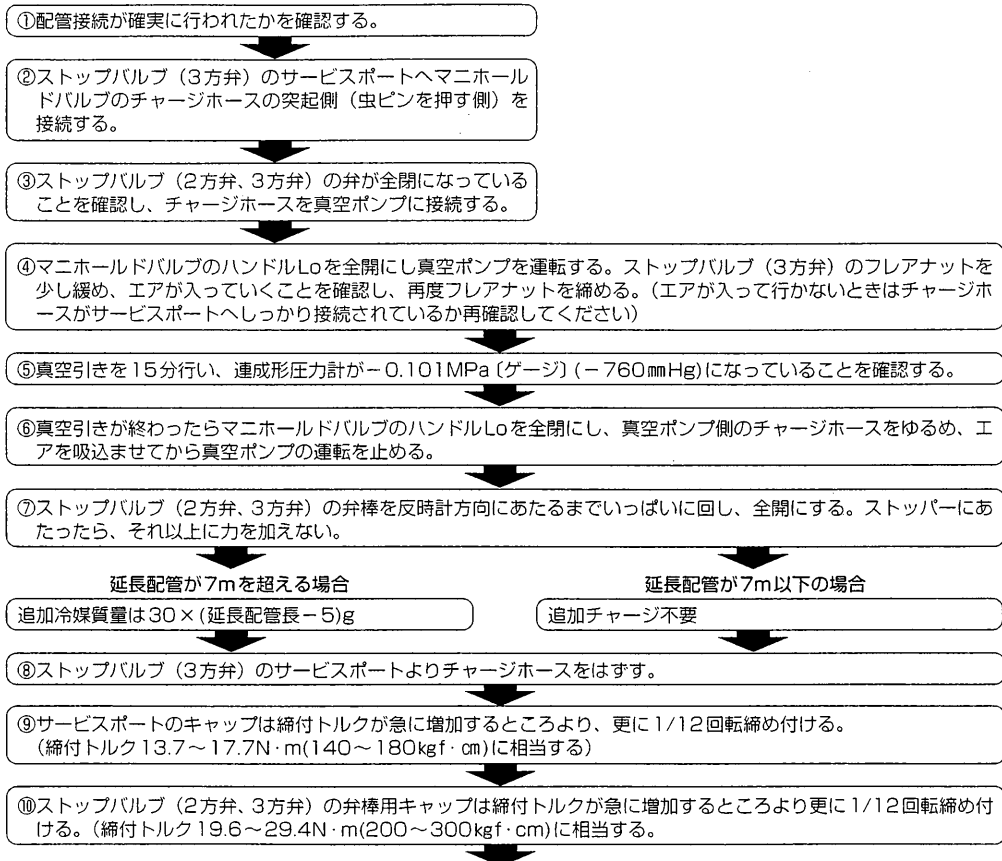 ①配管接続が確実に行われたかを確認する。
②ストップバルブ（3方弁）のサービスポートへマニホール
ドバルブのチャージホースの突起側（虫ピンを押す側）を
接続する。
③ストップバルブ（2方弁、3方弁）の弁が全閉になっている
ことを確認し、チャージホースを真空ポンプに接続する。
④マニホールドバルブのハンドルLoを全開にし真空ポンプを運転する。ストップバルブ（3方弁）のフレアナットを
少し緩め、エアが入っていくことを確認し、再度フレアナットを締める。（エアが入って行かないときはチャージホ
ースがサービスポートへしっかり接続されているか再確認してください）
⑤真空引きを15分行い、連成形圧力計が－0.101MPa〔ゲージ〕(－760mmHg)になっていることを確認する。
⑥真空引きが終わったらマニホールドバルブのハンドルLoを全閉にし、真空ポンプ側のチャージホースをゆるめ、エ
アを吸込ませてから真空ポンプの運転を止める。
⑦ストップバルブ（2方弁、3方弁）の弁棒を反時計方向にあたるまでいっぱいに回し、全開にする。ストッパーにあ
たったら、それ以上に力を加えない。
延長配管が7mを超える場合
延長配管が7m以下の場合
追加冷媒質量は30×(延長配管長－5)g
追加チャージ不要
⑧ストップバルブ（3方弁）のサービスポートよりチャージホースをはずす。
⑨サービスポートのキャップは締付トルクが急に増加するところより、更に1/12回転締め付ける。
（締付トルク13.7～17.7N･m(140～180kgf･cm)に相当する）
⑩ストップバルブ（2方弁、3方弁）の弁棒用キャップは締付トルクが急に増加するところより更に1/12回転締め付
ける。（締付トルク19.6～29.4N･m(200～300kgf･cm)に相当する。